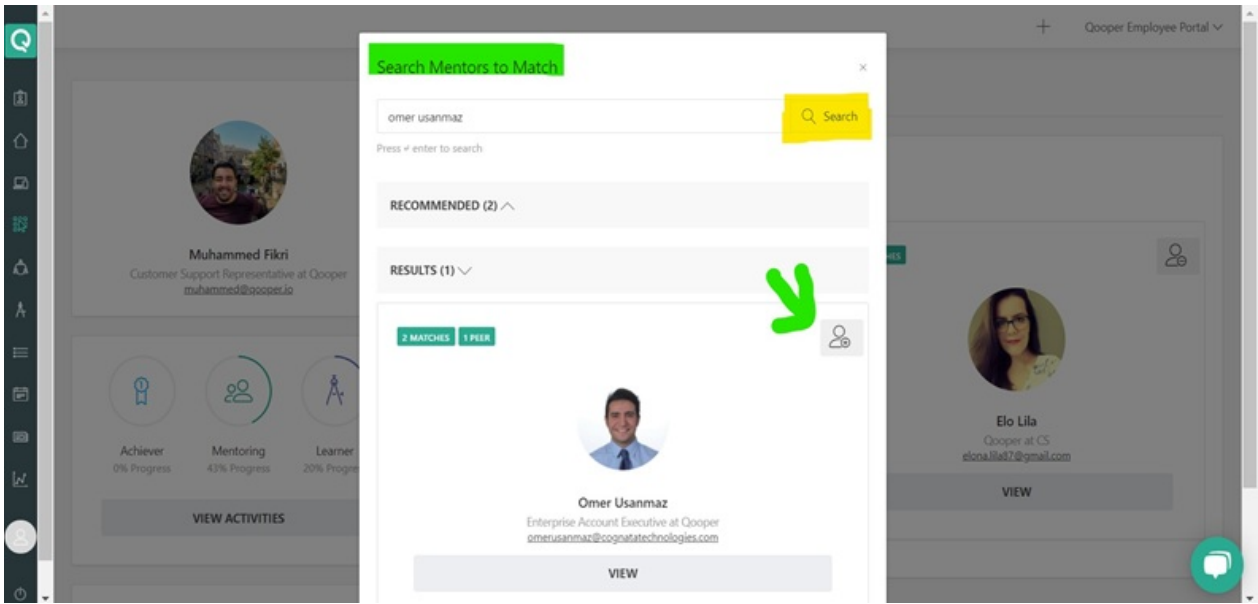 Qooper Employee Portal
Search Mentors to Match
omer usanmaz
Search
Press ↵ enter to search
RECOMMENDED (2)
RESULTS (1)
2 MATCHES 1 PEER
Omer Usanmaz
Enterprise Account Executive at Qooper
omerusanmaz@cognatatechnologies.com
VIEW
Muhammed Fikri
Customer Support Representative at Qooper
muhammed@qooper.io
Achiever
0% Progress
Mentoring
43% Progress
Learner
20% Progre
VIEW ACTIVITIES
Elo Lila
Qooper at CS
elona.lila87@gmail.com
VIEW